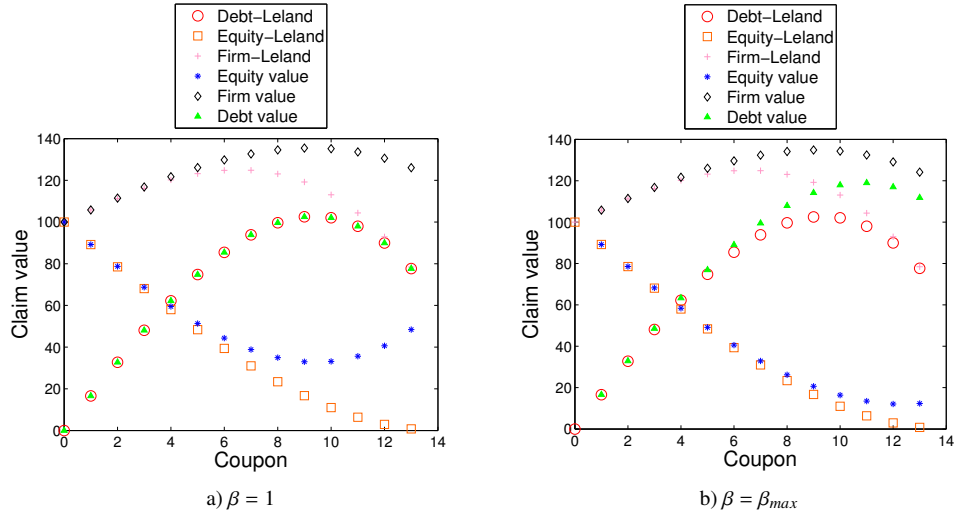 Debt−Leland
Equity−Leland
Firm−Leland
Equity value
Firm value
Debt value
140
120
100
80
60
40
20
0
0 2 4 6 8 10 12 14
Claim value
Coupon
a) β = 1
Debt−Leland
Equity−Leland
Firm−Leland
Equity value
Firm value
Debt value
140
120
100
80
60
40
20
0
0 2 4 6 8 10 12 14
Claim value
Coupon
b) β = βmax